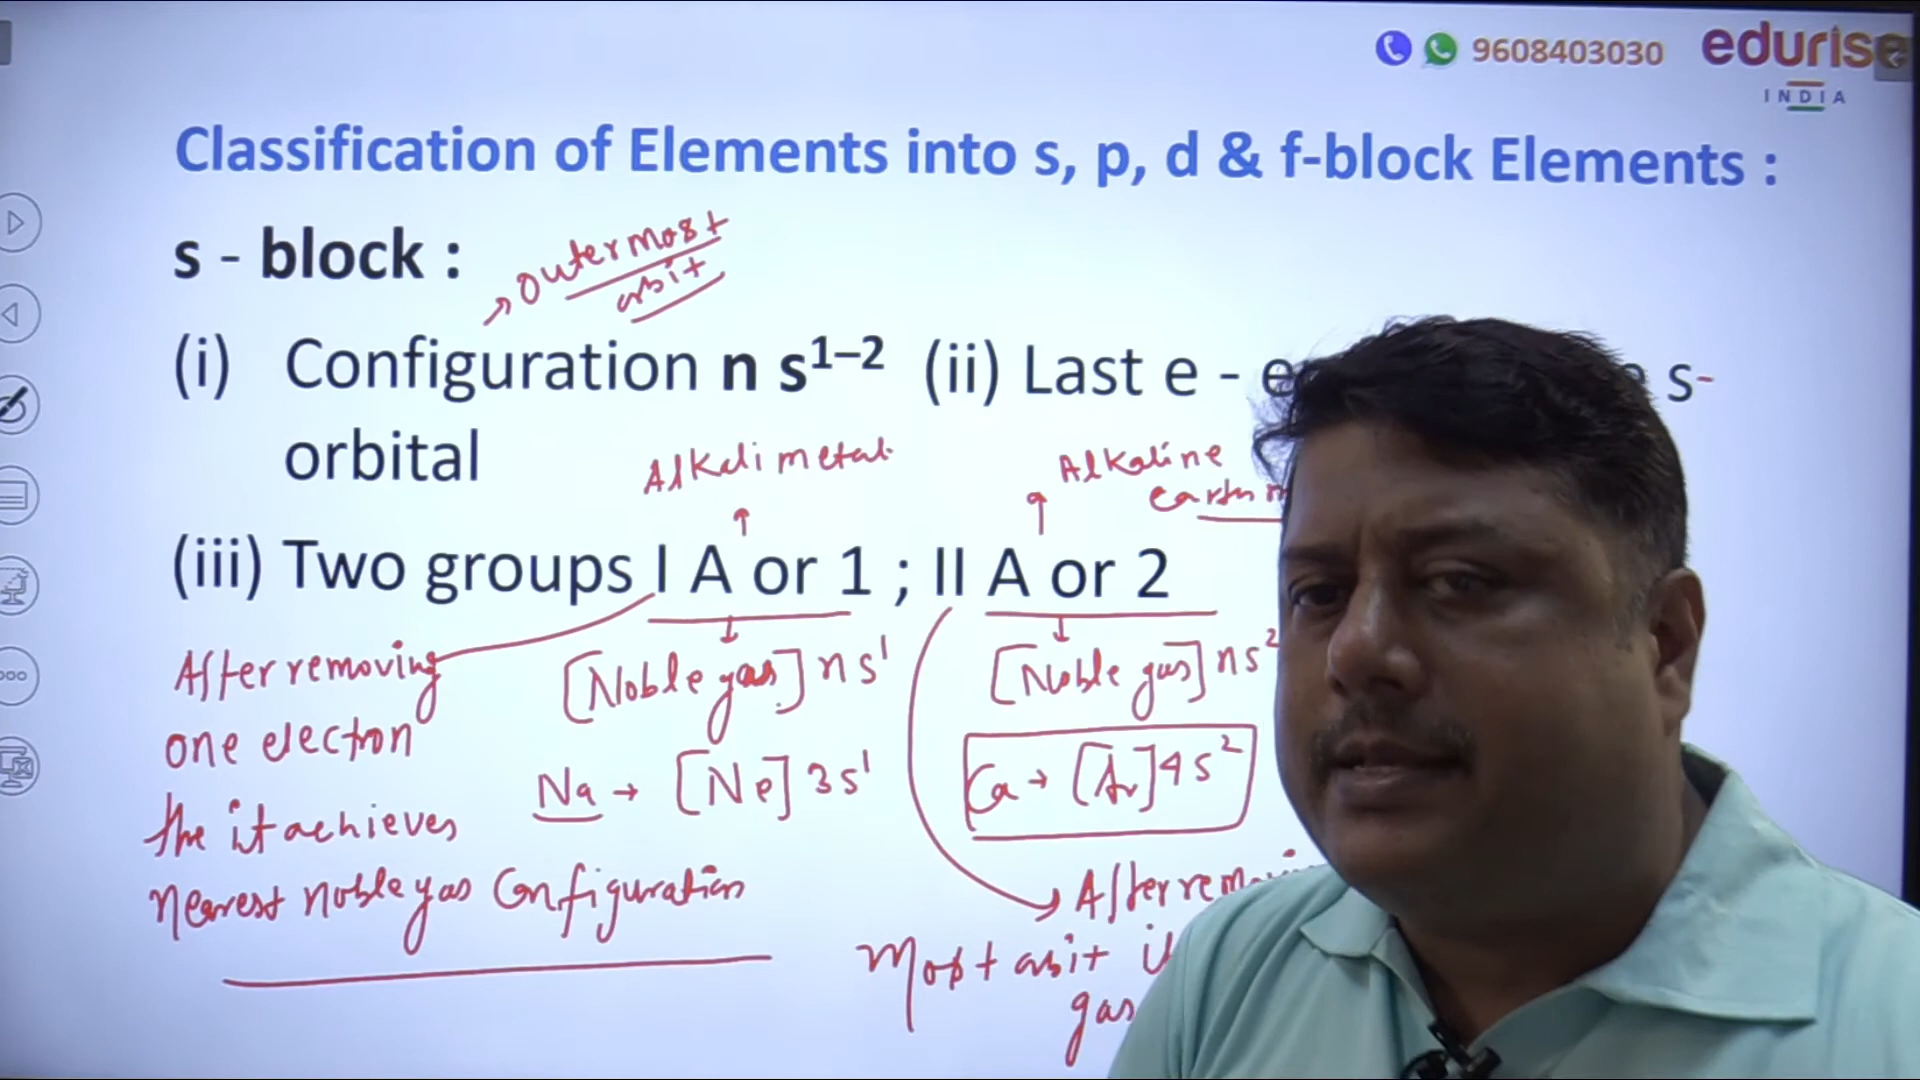 9608403030 edurise
INDIA
Classification of Elements into s, p, d & f-block Elements :
s - block :
outermost
orbit
(i) Configuration n s¹⁻² (ii) Last e - s-
orbital
Alkali metal
Alkaline
earth
(iii) Two groups I A or 1 ; II A or 2
After removing
one electron
the it achieves
nearest noble gas Configuration
[Noble gas] ns¹
Na → [Ne] 3s¹
[Noble gas] ns²
Ca → [Ar] 4s²
After
Most orbit
gas